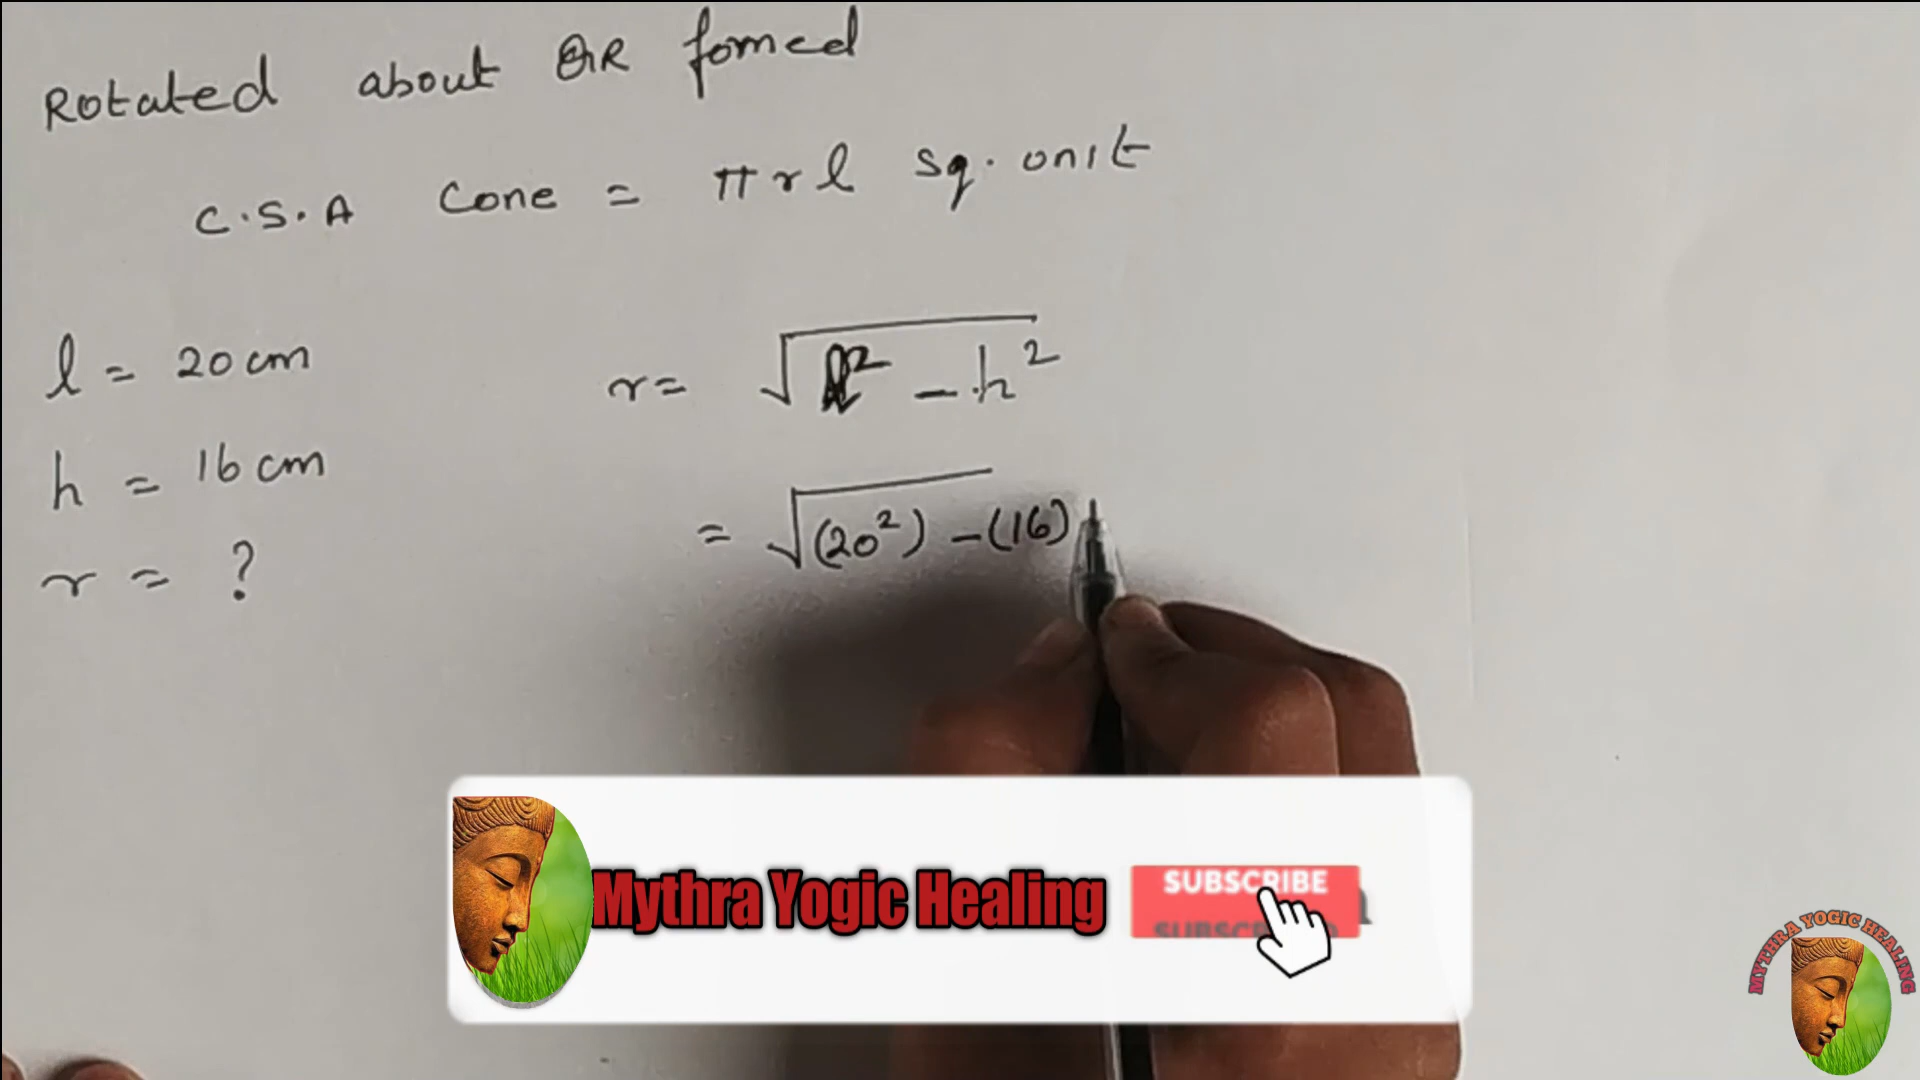 Rotated about QR fomed
C.S.A Cone = πrl sq. unit
l = 20 cm
r = √l² - h²
h = 16 cm
= √(20²) - (16)
r = ?
Mythra Yogic Healing
SUBSCRIBE
MYTHRA YOGIC HEALING